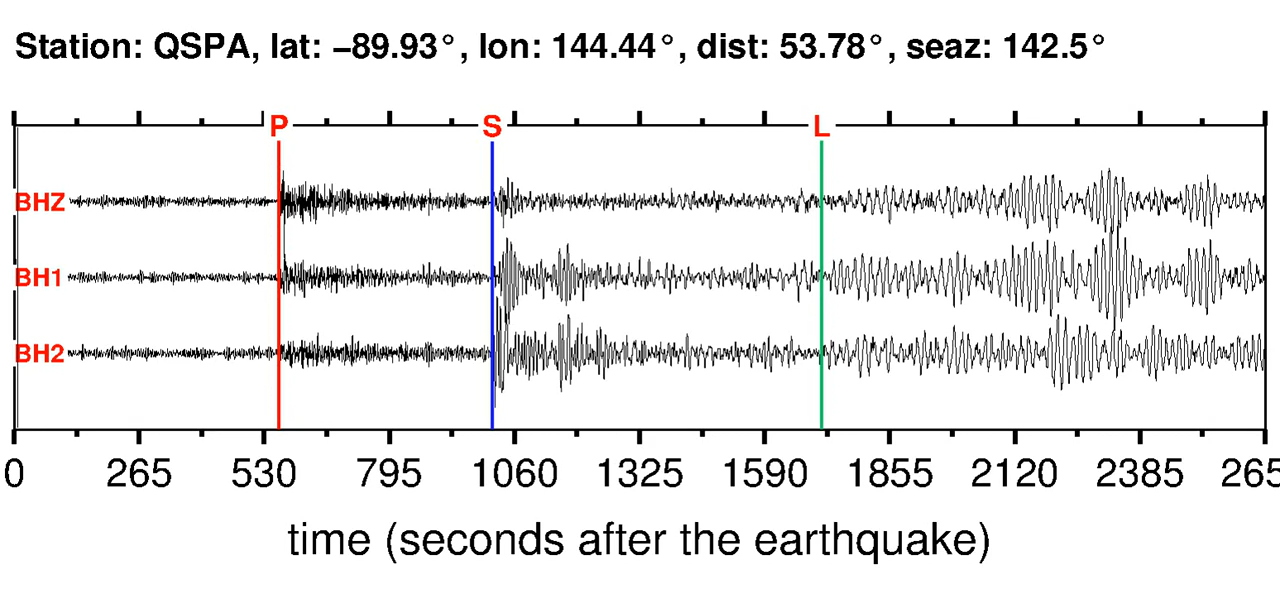 Station: QSPA, lat: −89.93°, lon: 144.44°, dist: 53.78°, seaz: 142.5°
P S L
BHZ
BH1
BH2
0 265 530 795 1060 1325 1590 1855 2120 2385 265
time (seconds after the earthquake)